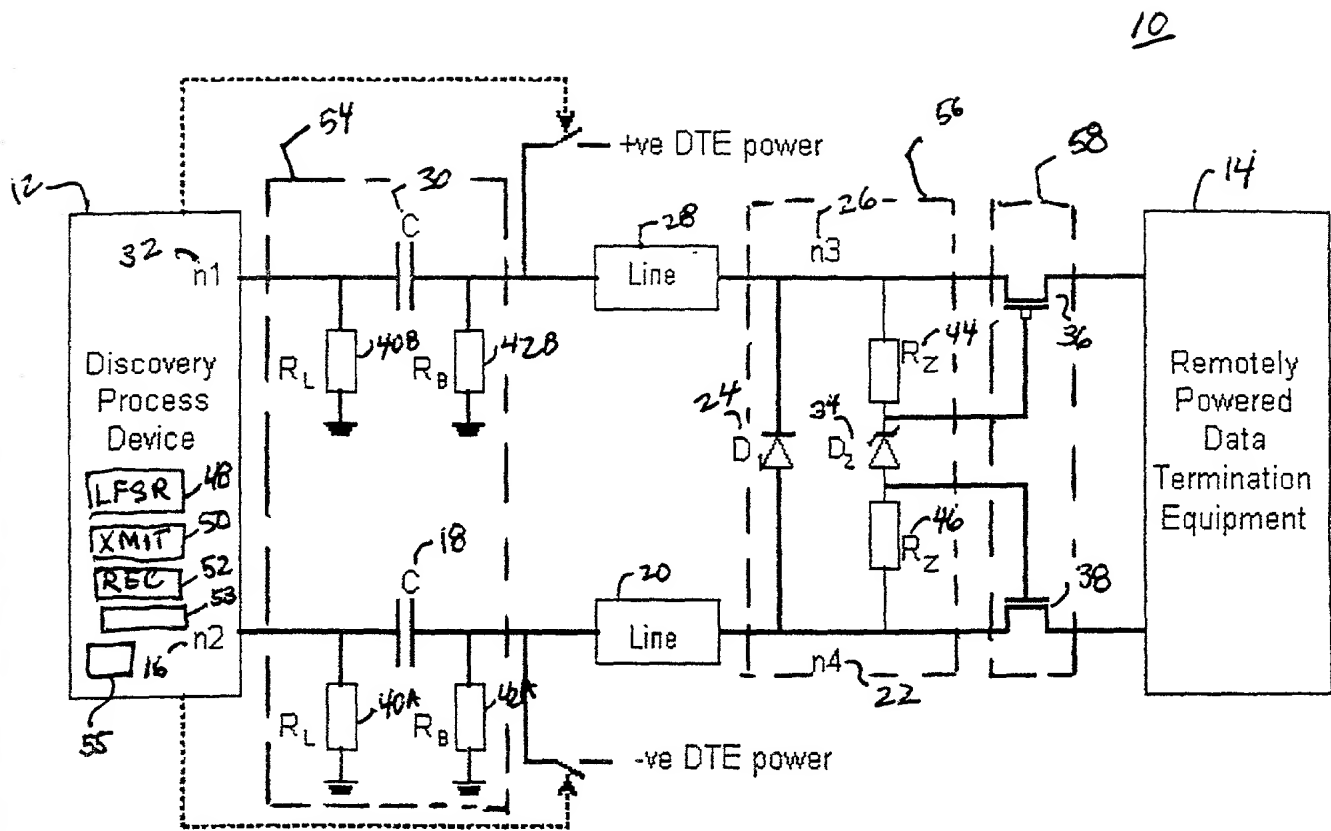 10
54
56
58
+ve DTE power
12
30
C
28
26
n3
14
32
n1
Line
36
Discovery
Process
Device
R_L
40B
R_B
42B
R_Z
44
24
D_1
34
D_2
Remotely
Powered
Data
Termination
Equipment
LFSR
48
XMIT
50
REC
52
53
18
C
R_Z
46
38
20
Line
16
n2
n4
22
55
R_L
40A
R_B
42A
-ve DTE power